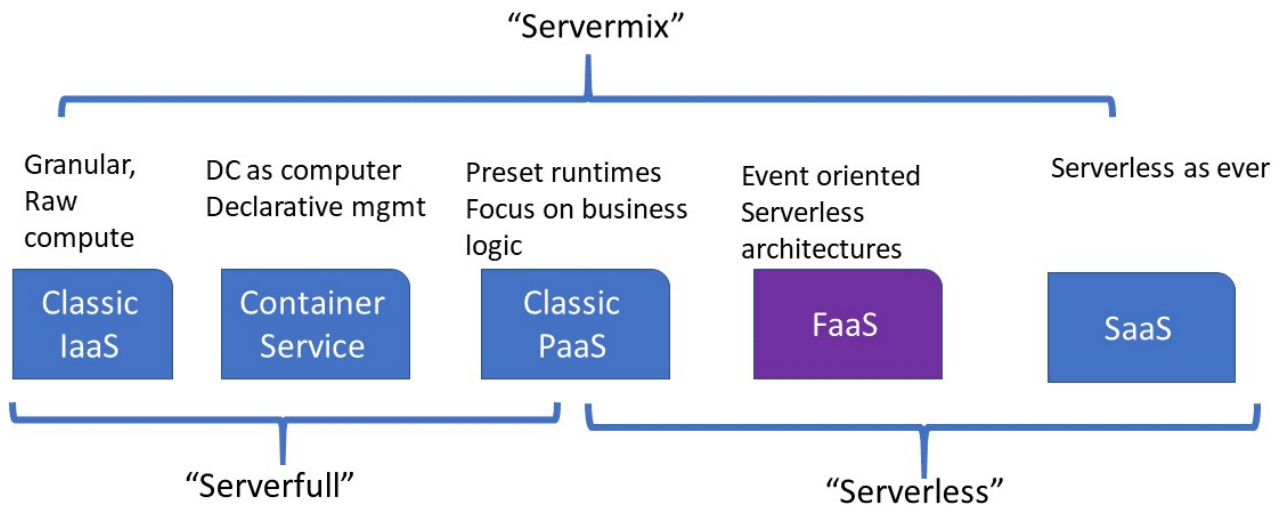 “Servermix”
Granular,
Raw
compute
DC as computer
Declarative mgmt
Preset runtimes
Focus on business
logic
Event oriented
Serverless
architectures
Serverless as ever
Classic
IaaS
Container
Service
Classic
PaaS
FaaS
SaaS
“Serverfull”
“Serverless”